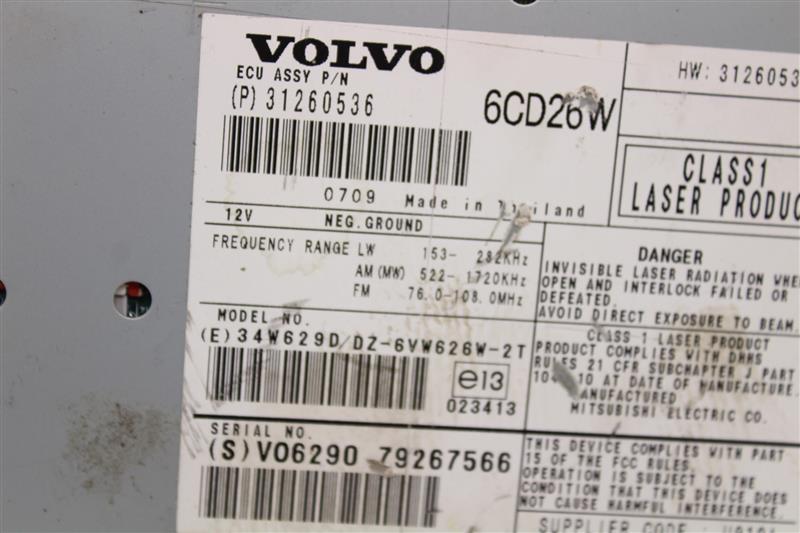 VOLVO
ECU ASSY P/N
(P) 31260536
6CD26W
0709 Made in Thailand
12V NEG. GROUND
FREQUENCY RANGE LW 153- 282KHz
AM (MW) 522-1720KHz
FM 76.0-108.0MHz
MODEL NO.
(E) 34W629D/DZ-6VW626W-2T
e13
023413
SERIAL NO.
(S) VO6290 79267566
HW: 3126053
CLASS1
LASER PRODUC
DANGER
INVISIBLE LASER RADIATION WHE
OPEN AND INTERLOCK FAILED OR
DEFEATED.
AVOID DIRECT EXPOSURE TO BEAM.
CLASS 1 LASER PRODUCT
PRODUCT COMPLIES WITH DHHS
RULES 21 CFR SUBCHAPTER J PART
10 AT DATE OF MANUFACTURE.
MANUFACTURED
MITSUBISHI ELECTRIC CO.
THIS DEVICE COMPLIES WITH PART
15 OF THE FCC RULES.
OPERATION IS SUBJECT TO THE
CONDITION THAT THIS DEVICE DOES
NOT CAUSE HARMFUL INTERFERENCE.
SUPPLIER CODE :